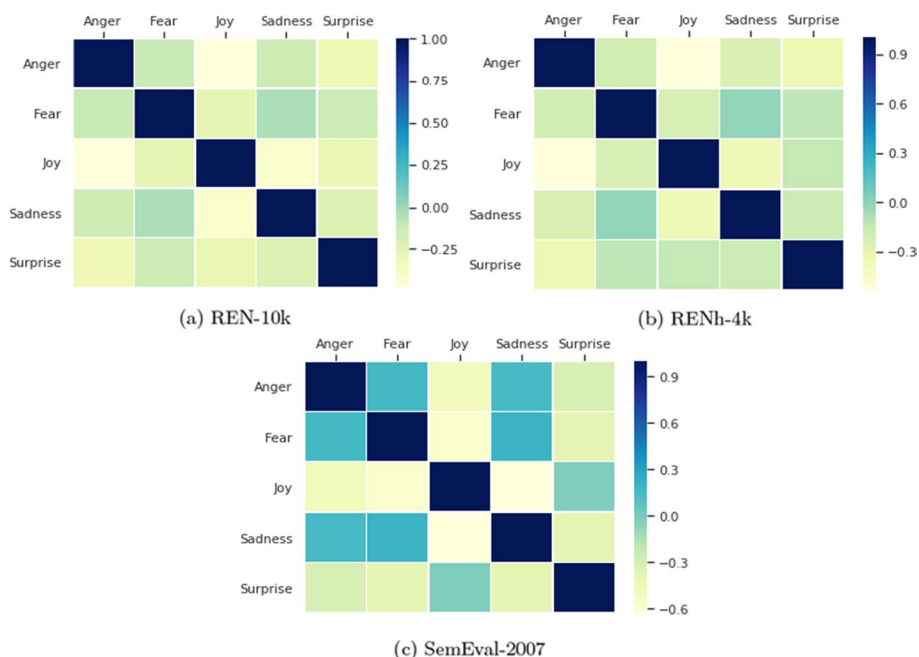 Anger Fear Joy Sadness Surprise
Anger
Fear
Joy
Sadness
Surprise
1.00
0.75
0.50
0.25
0.00
−0.25
(a) REN-10k
Anger Fear Joy Sadness Surprise
Anger
Fear
Joy
Sadness
Surprise
0.9
0.6
0.3
0.0
−0.3
(b) RENh-4k
Anger Fear Joy Sadness Surprise
Anger
Fear
Joy
Sadness
Surprise
0.9
0.6
0.3
0.0
−0.3
−0.6
(c) SemEval-2007